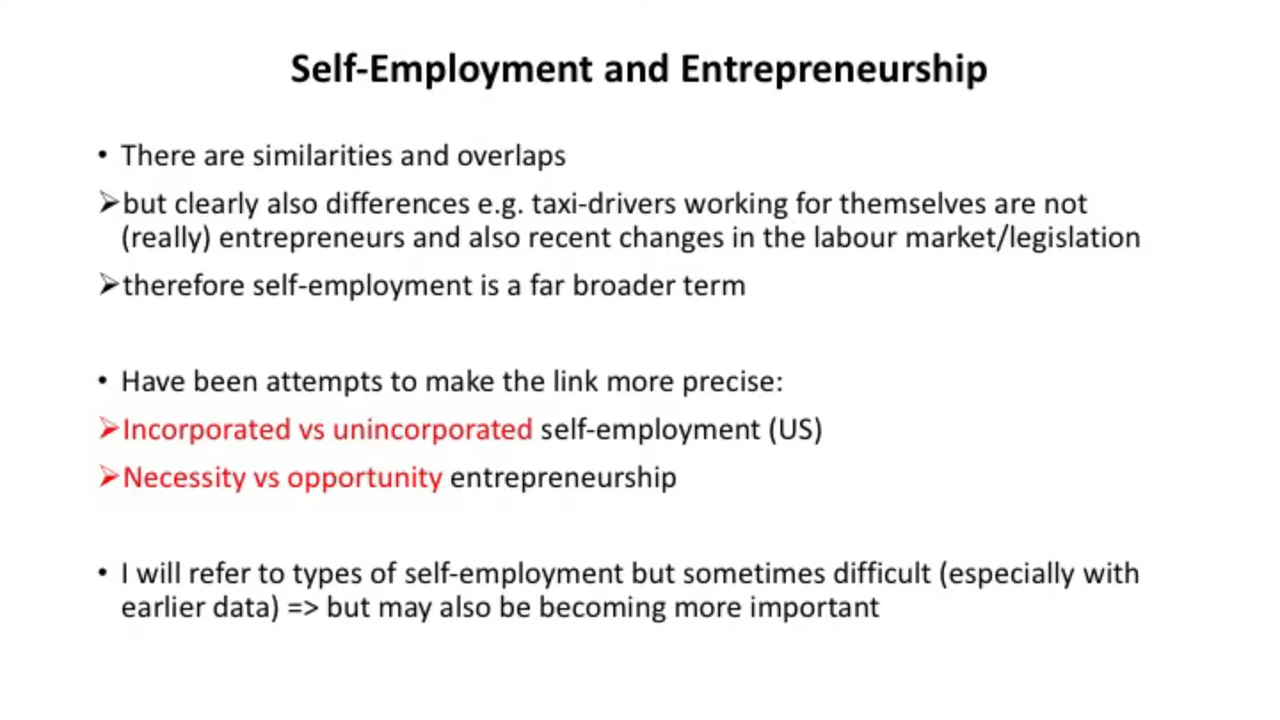 Self-Employment and Entrepreneurship
• There are similarities and overlaps
➢but clearly also differences e.g. taxi-drivers working for themselves are not
(really) entrepreneurs and also recent changes in the labour market/legislation
➢therefore self-employment is a far broader term
• Have been attempts to make the link more precise:
➢Incorporated vs unincorporated self-employment (US)
➢Necessity vs opportunity entrepreneurship
• I will refer to types of self-employment but sometimes difficult (especially with
earlier data) => but may also be becoming more important